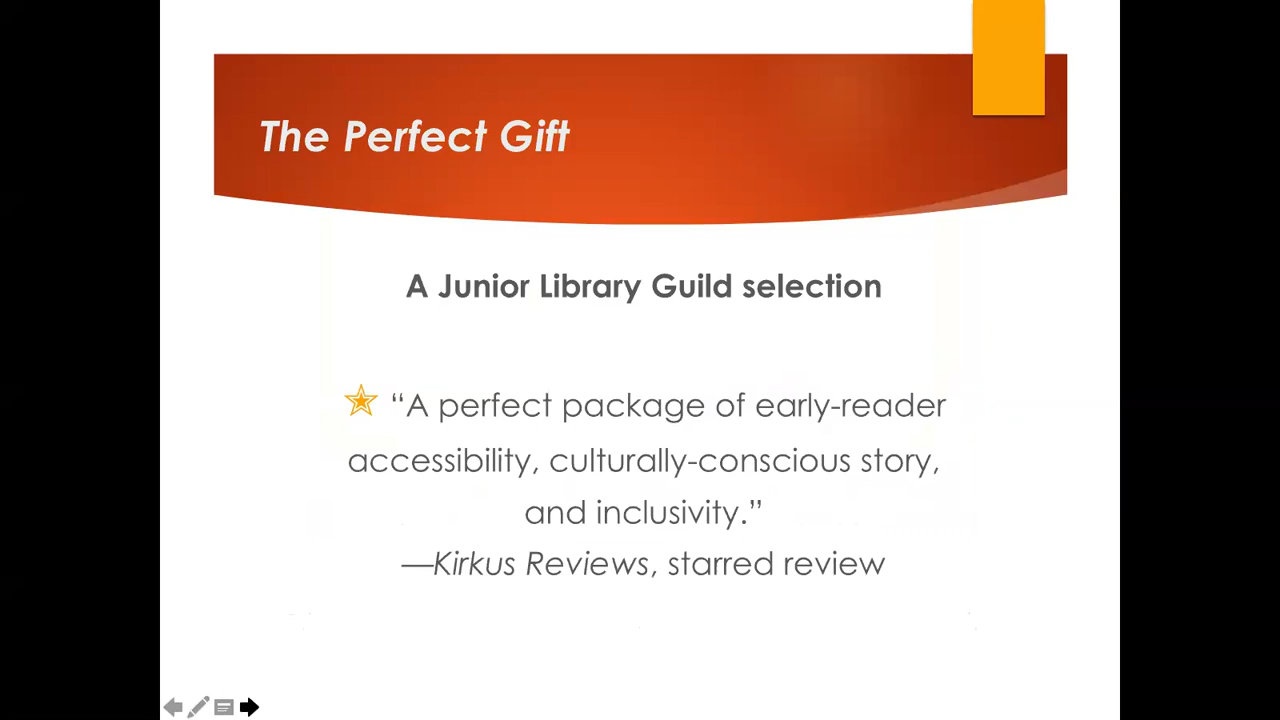 The Perfect Gift
A Junior Library Guild selection
“A perfect package of early-reader
accessibility, culturally-conscious story,
and inclusivity.”
—Kirkus Reviews, starred review